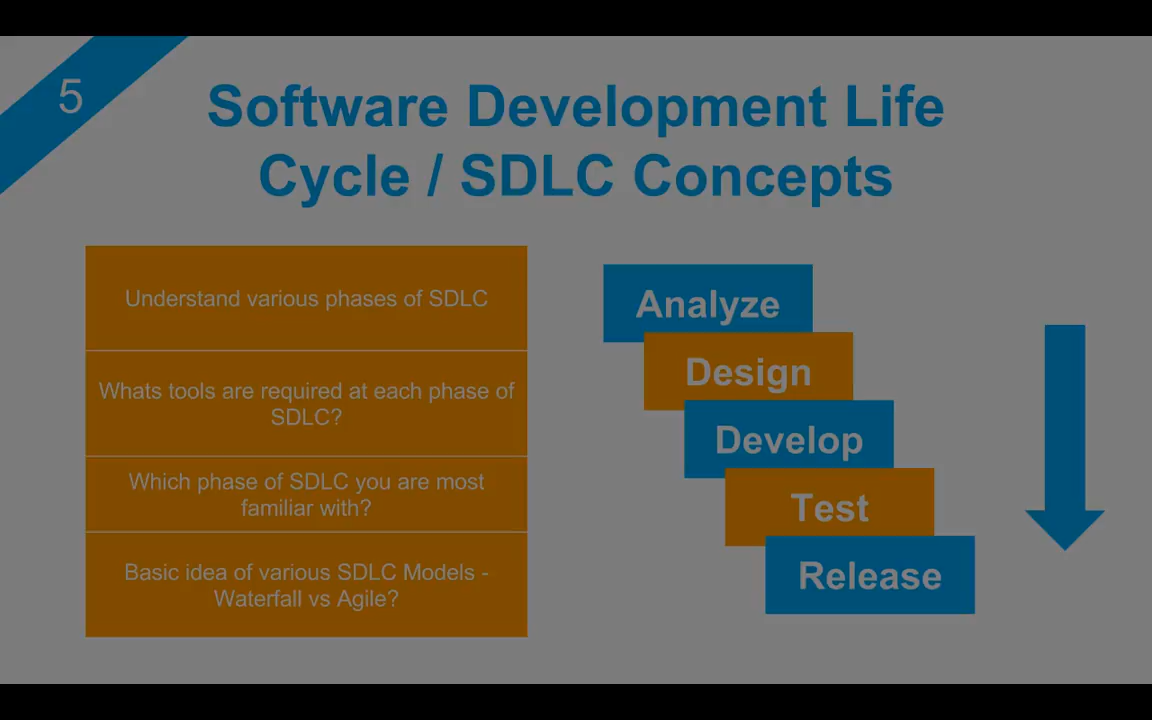 5
Software Development Life
Cycle / SDLC Concepts
Understand various phases of SDLC
Whats tools are required at each phase of
SDLC?
Which phase of SDLC you are most
familiar with?
Basic idea of various SDLC Models -
Waterfall vs Agile?
Analyze
Design
Develop
Test
Release